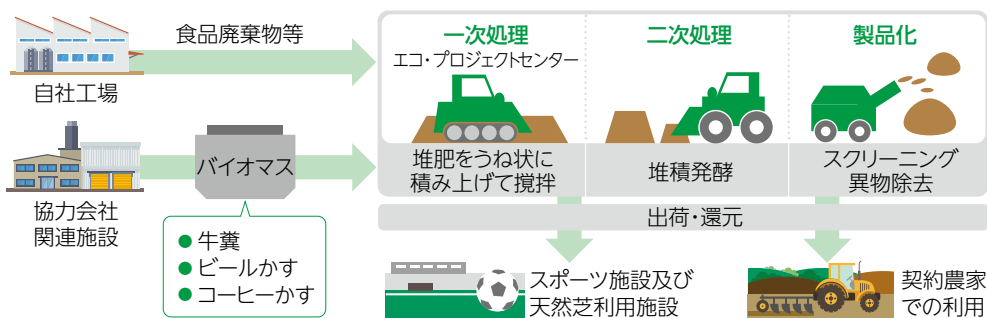 食品廃棄物等
自社工場
協力会社
関連施設
バイオマス
● 牛糞
● ビールかす
● コーヒーかす
一次処理
エコ・プロジェクトセンター
堆肥をうね状に
積み上げて撹拌
二次処理
堆積発酵
製品化
スクリーニング
異物除去
出荷・還元
スポーツ施設及び
天然芝利用施設
契約農家
での利用